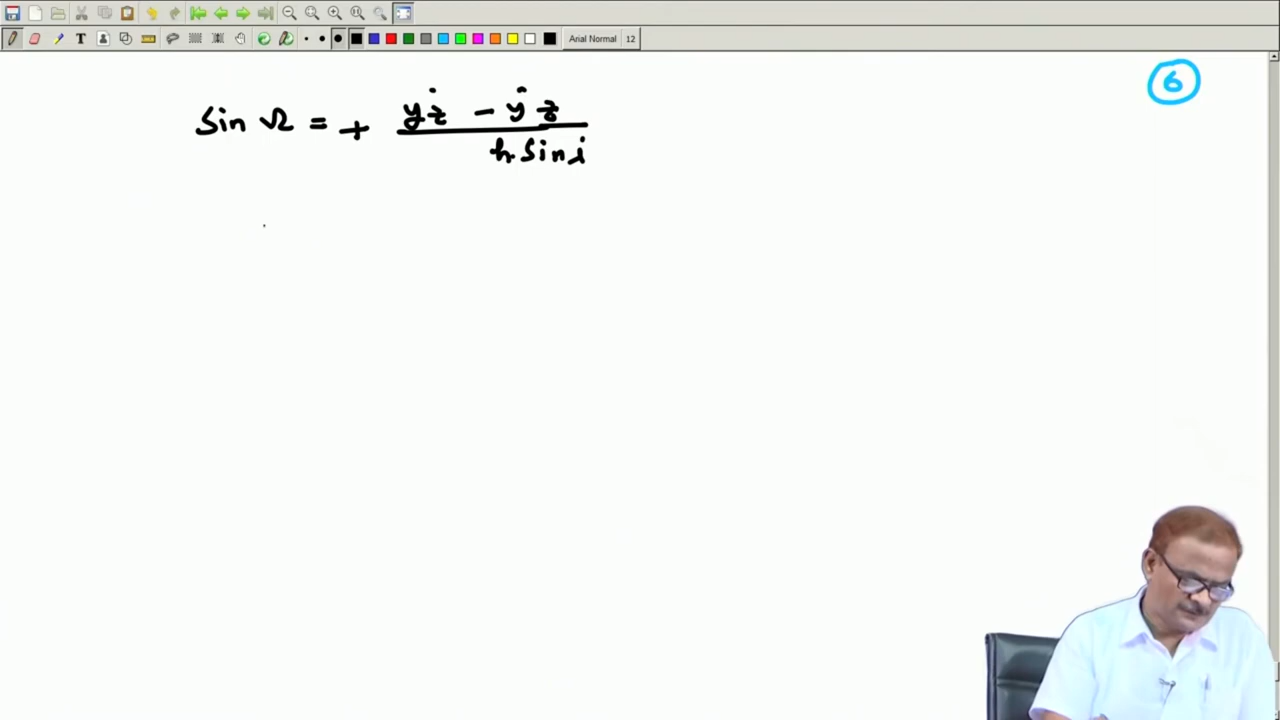 Arial Normal 12
6
Sin Ω = + (yż − ẏz) / (h Sin i)